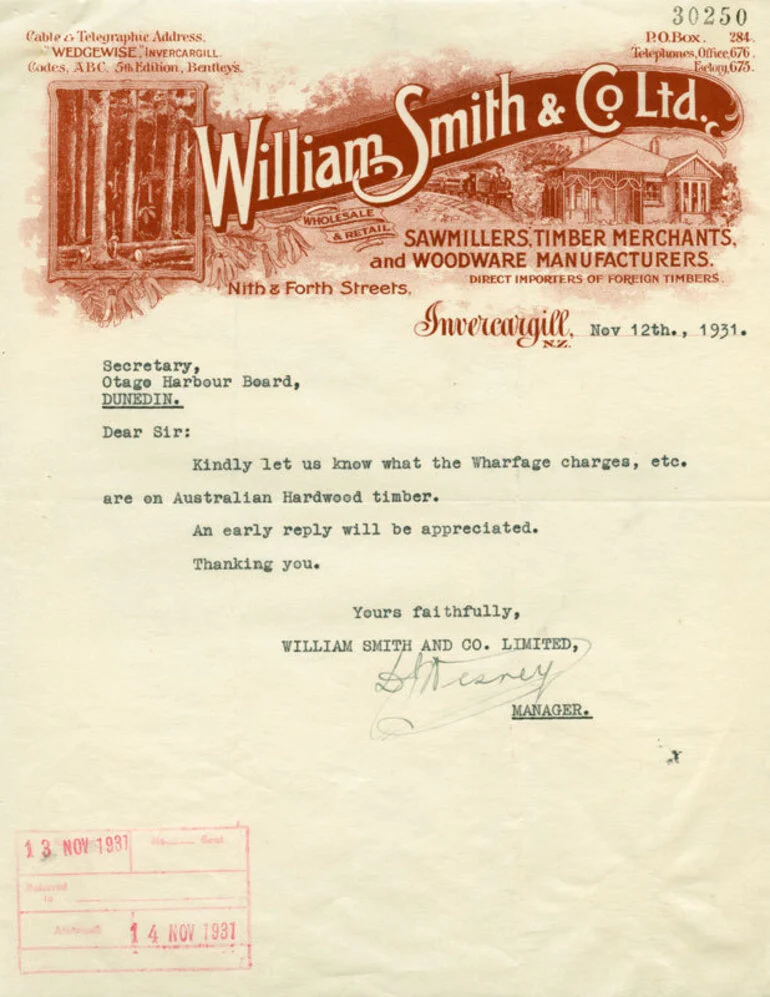 30250
Cable & Telegraphic Address.
"WEDGEWISE", INVERCARGILL.
Codes, A.B.C. 5th Edition, Bentley's.
P.O. Box. 284.
Telephones, Office, 676.
Factory, 675.
William Smith & Co Ltd.
WHOLESALE
& RETAIL
SAWMILLERS, TIMBER MERCHANTS,
and WOODWARE MANUFACTURERS.
DIRECT IMPORTERS OF FOREIGN TIMBERS.
Nith & Forth Streets,
Invercargill, Nov 12th., 1931.
N.Z.
Secretary,
Otago Harbour Board,
DUNEDIN.
Dear Sir:
Kindly let us know what the Wharfage charges, etc.
are on Australian Hardwood timber.
An early reply will be appreciated.
Thanking you.
Yours faithfully,
WILLIAM SMITH AND CO. LIMITED,
MANAGER.
13 NOV 1931
Referred
to
14 NOV 1931